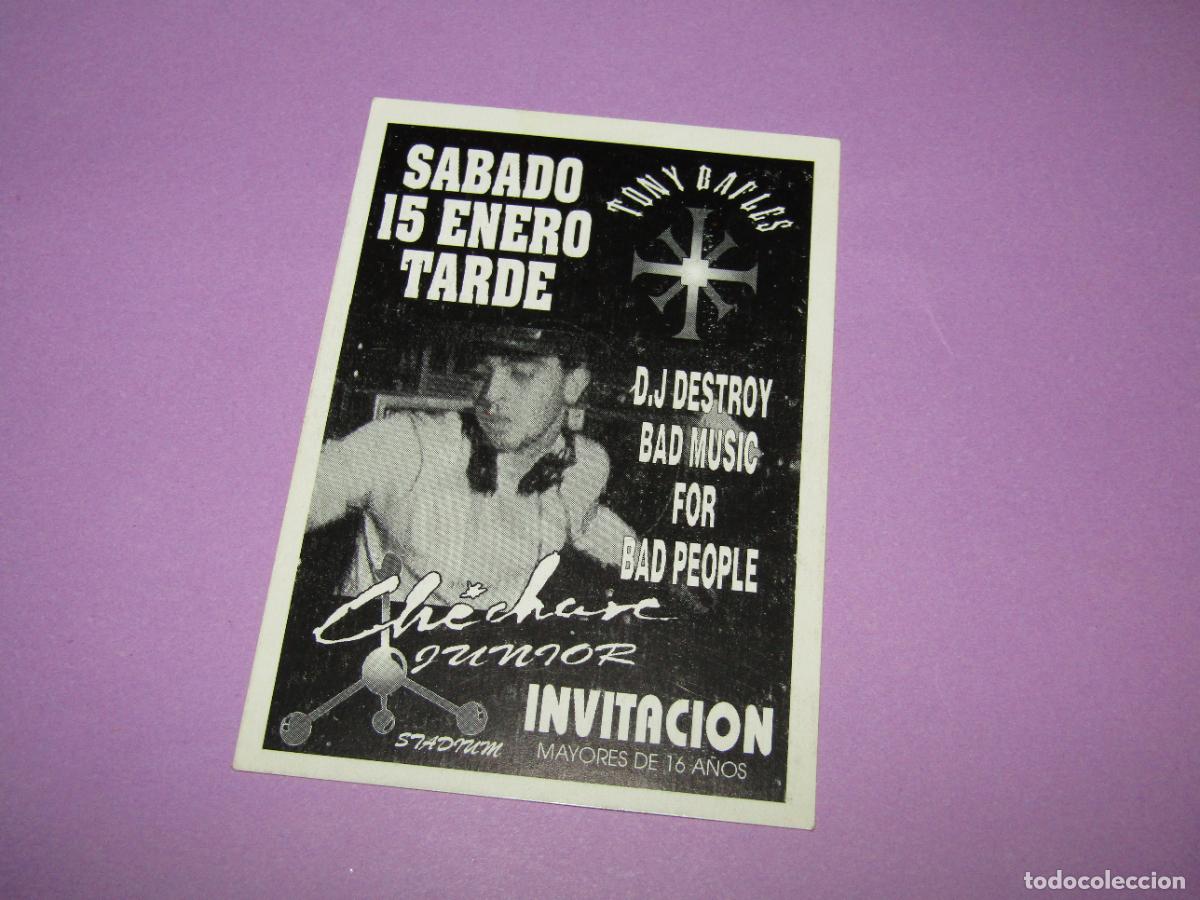 SABADO
15 ENERO
TARDE
TONY BAFLES
D.J DESTROY
BAD MUSIC
FOR
BAD PEOPLE
JUNIOR
STADIUM
INVITACION
MAYORES DE 16 AÑOS
todocoleccion